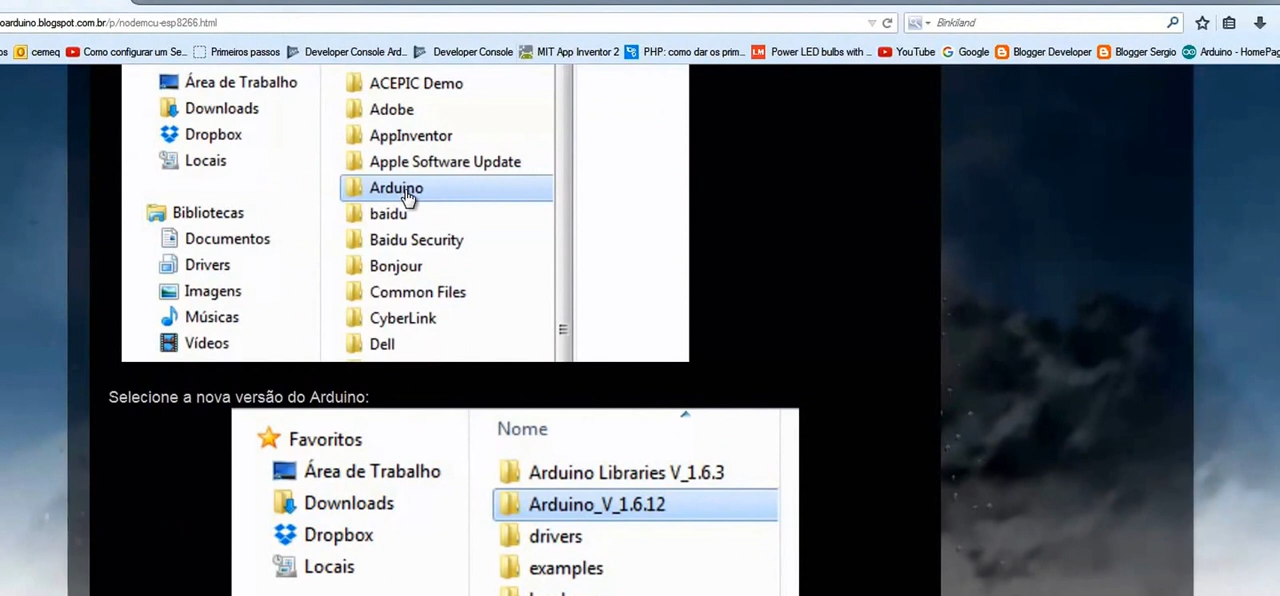 oarduino.blogspot.com.br/p/nodemcu-esp8266.html
Binkiland
os cemeq Como configurar um Se... Primeiros passos Developer Console Ard... Developer Console MIT App Inventor 2 PHP: como dar os prim... LM Power LED bulbs with ... YouTube Google Blogger Developer Blogger Sergio Arduino - HomePag
Área de Trabalho
Downloads
Dropbox
Locais
Bibliotecas
Documentos
Drivers
Imagens
Músicas
Vídeos
ACEPIC Demo
Adobe
AppInventor
Apple Software Update
Arduino
baidu
Baidu Security
Bonjour
Common Files
CyberLink
Dell
Selecione a nova versão do Arduino:
Favoritos
Área de Trabalho
Downloads
Dropbox
Locais
Nome
Arduino Libraries V_1.6.3
Arduino_V_1.6.12
drivers
examples